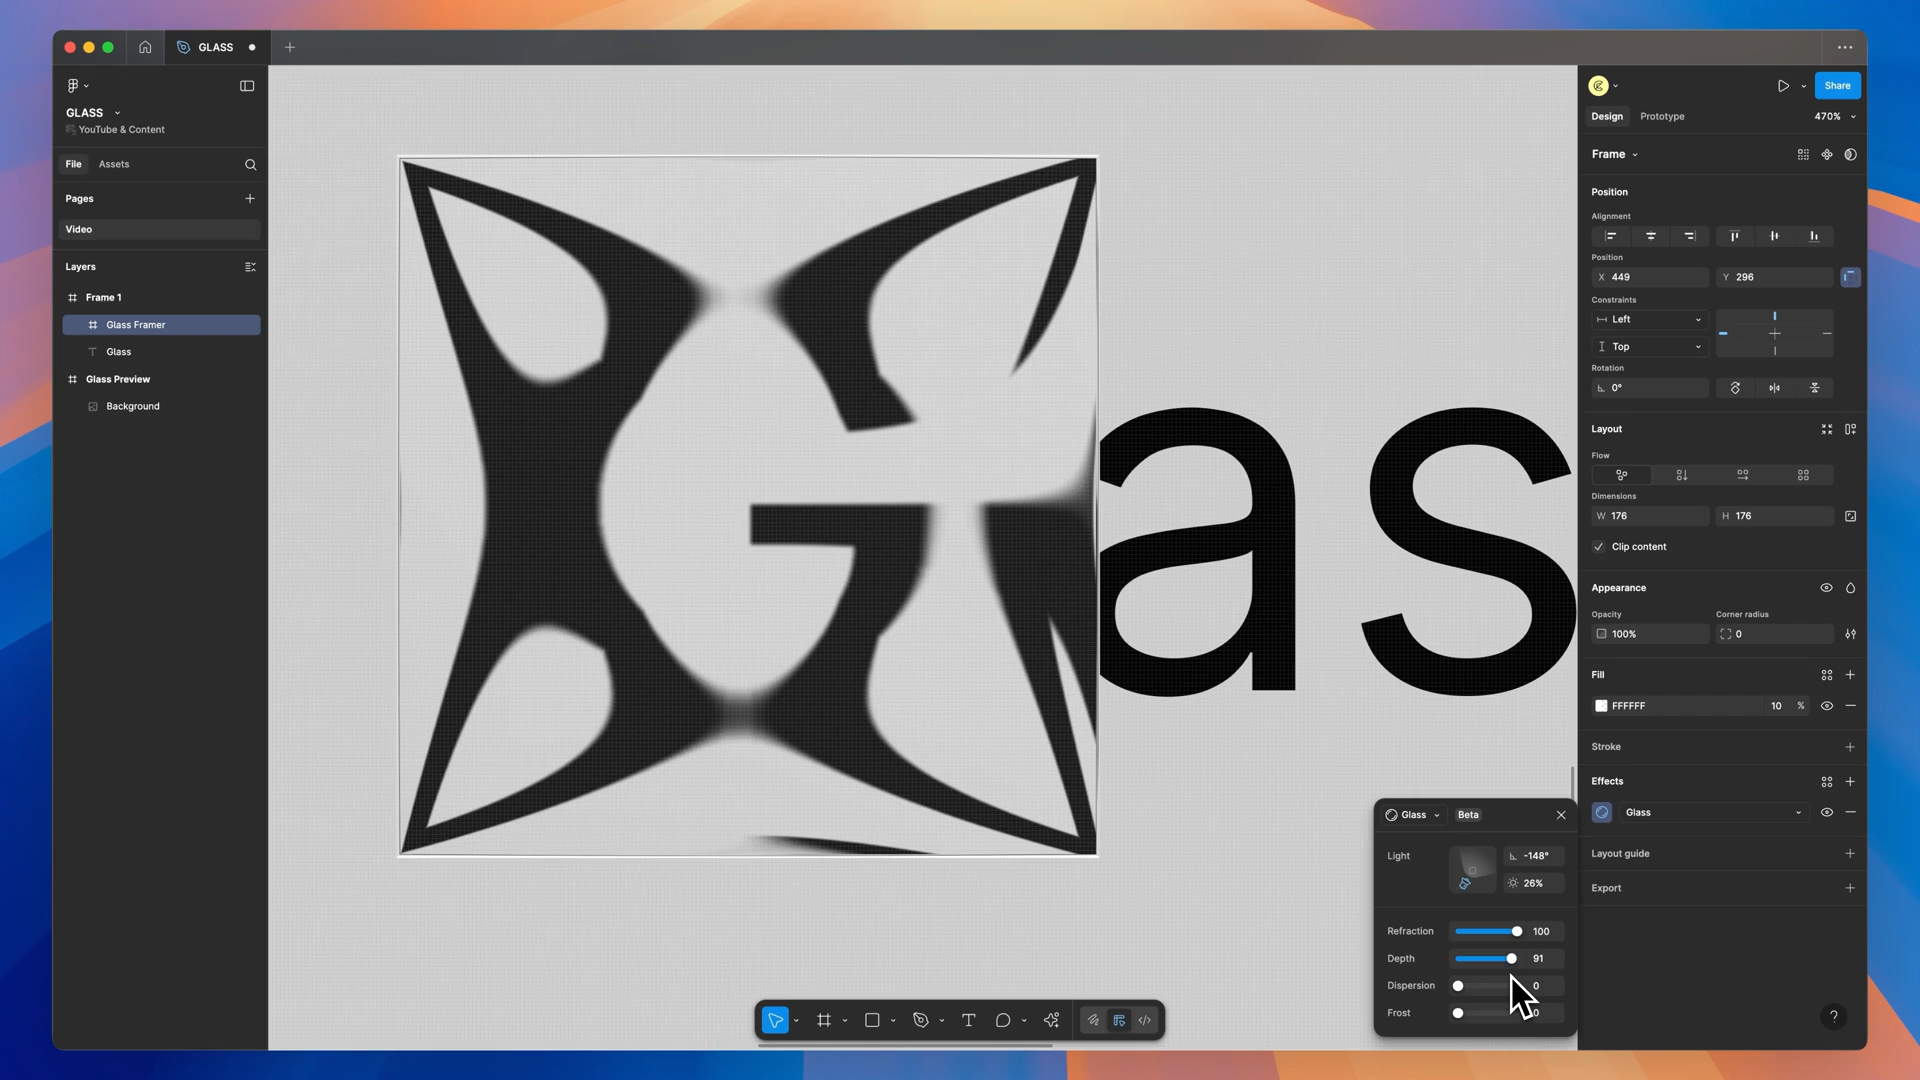 GLASS
GLASS
YouTube & Content
File
Assets
Pages
Video
Layers
Frame 1
Glass Framer
Glass
Glass Preview
Background
G
as
Share
Design
Prototype
470%
Frame
Position
Alignment
Position
X 449
Y 296
Constraints
Left
Top
Rotation
0°
Layout
Flow
Dimensions
W 176
H 176
Clip content
Appearance
Opacity
Corner radius
100%
0
Fill
FFFFFF
10 %
Stroke
Effects
Glass
Layout guide
Export
Glass
Beta
Light
-148°
26%
Refraction
100
Depth
91
Dispersion
0
Frost
0
T
?